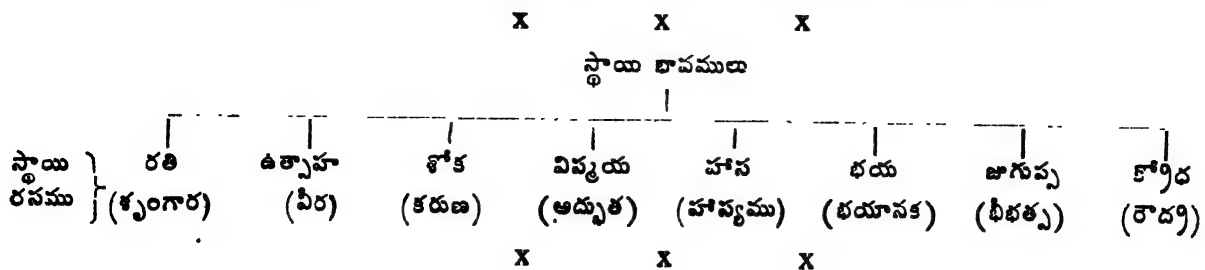 X X X
స్థాయి భావములు
స్థాయి రతి ఉత్సాహ శోక విస్మయ హాస భయ జుగుప్స క్రోధ
రసము (శృంగార) (వీర) (కరుణ) (అద్భుత) (హాస్యము) (భయానక) (భీభత్స) (రౌద్ర)
X X X